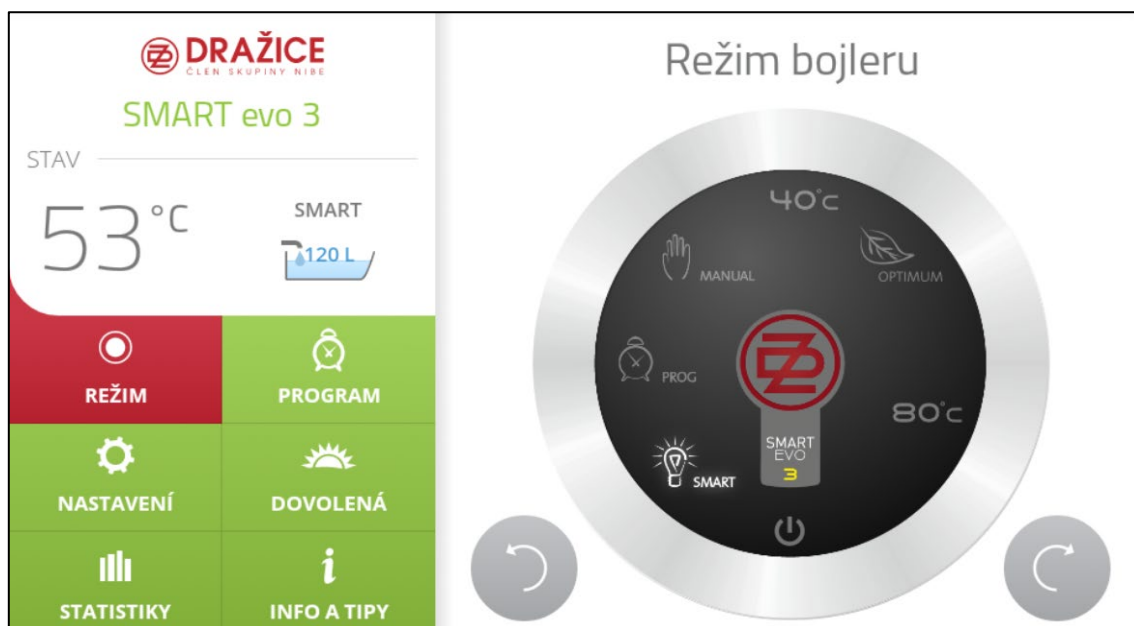 DRAŽICE
ČLEN SKUPINY NIBE
SMART evo 3
STAV
53°C
SMART
120 L
REŽIM
PROGRAM
NASTAVENÍ
DOVOLENÁ
STATISTIKY
INFO A TIPY
Režim bojleru
40°C
MANUAL
OPTIMUM
PROG
80°C
SMART
SMART
EVO
3